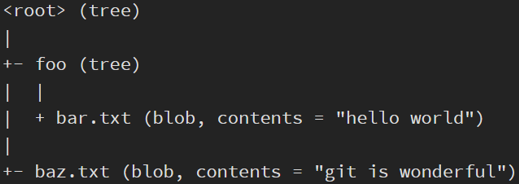 <root> (tree)
|
+- foo (tree)
|  |
|  + bar.txt (blob, contents = "hello world")
|
+- baz.txt (blob, contents = "git is wonderful")